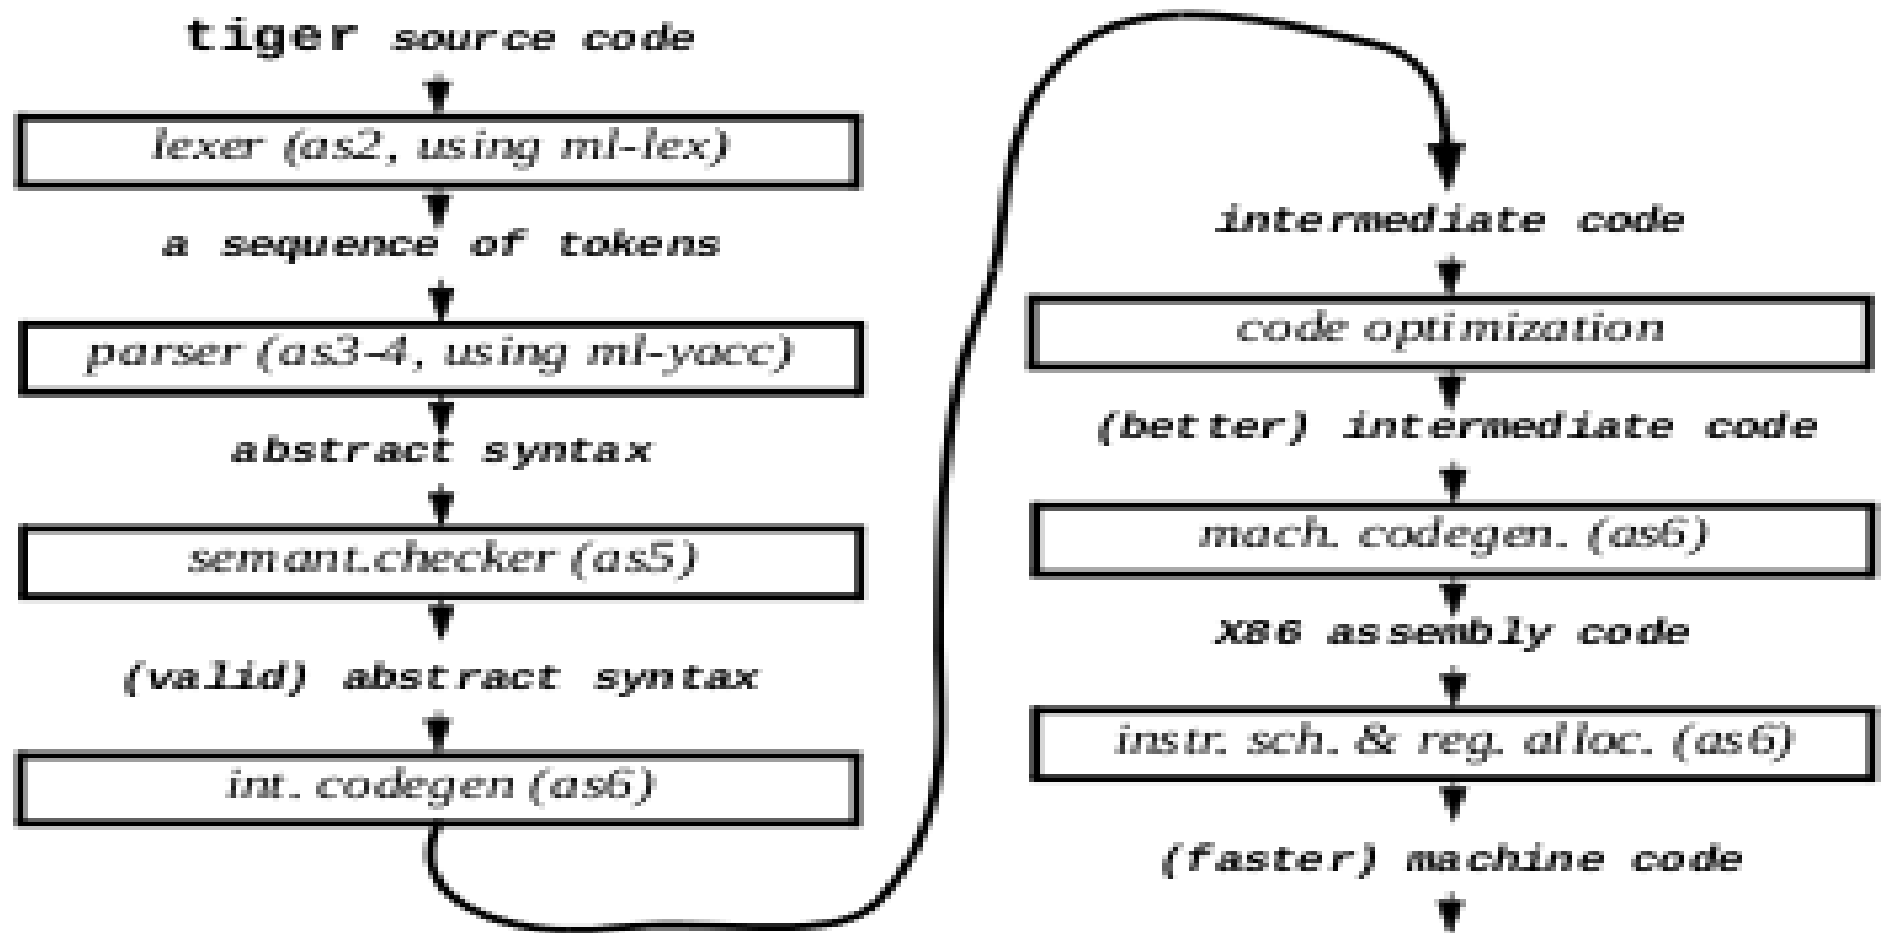 tiger source code
lexer (as2, using ml-lex)
a sequence of tokens
parser (as3-4, using ml-yacc)
abstract syntax
semant.checker (as5)
(valid) abstract syntax
int. codegen (as6)
intermediate code
code optimization
(better) intermediate code
mach. codegen. (as6)
X86 assembly code
instr. sch. & reg. alloc. (as6)
(faster) machine code